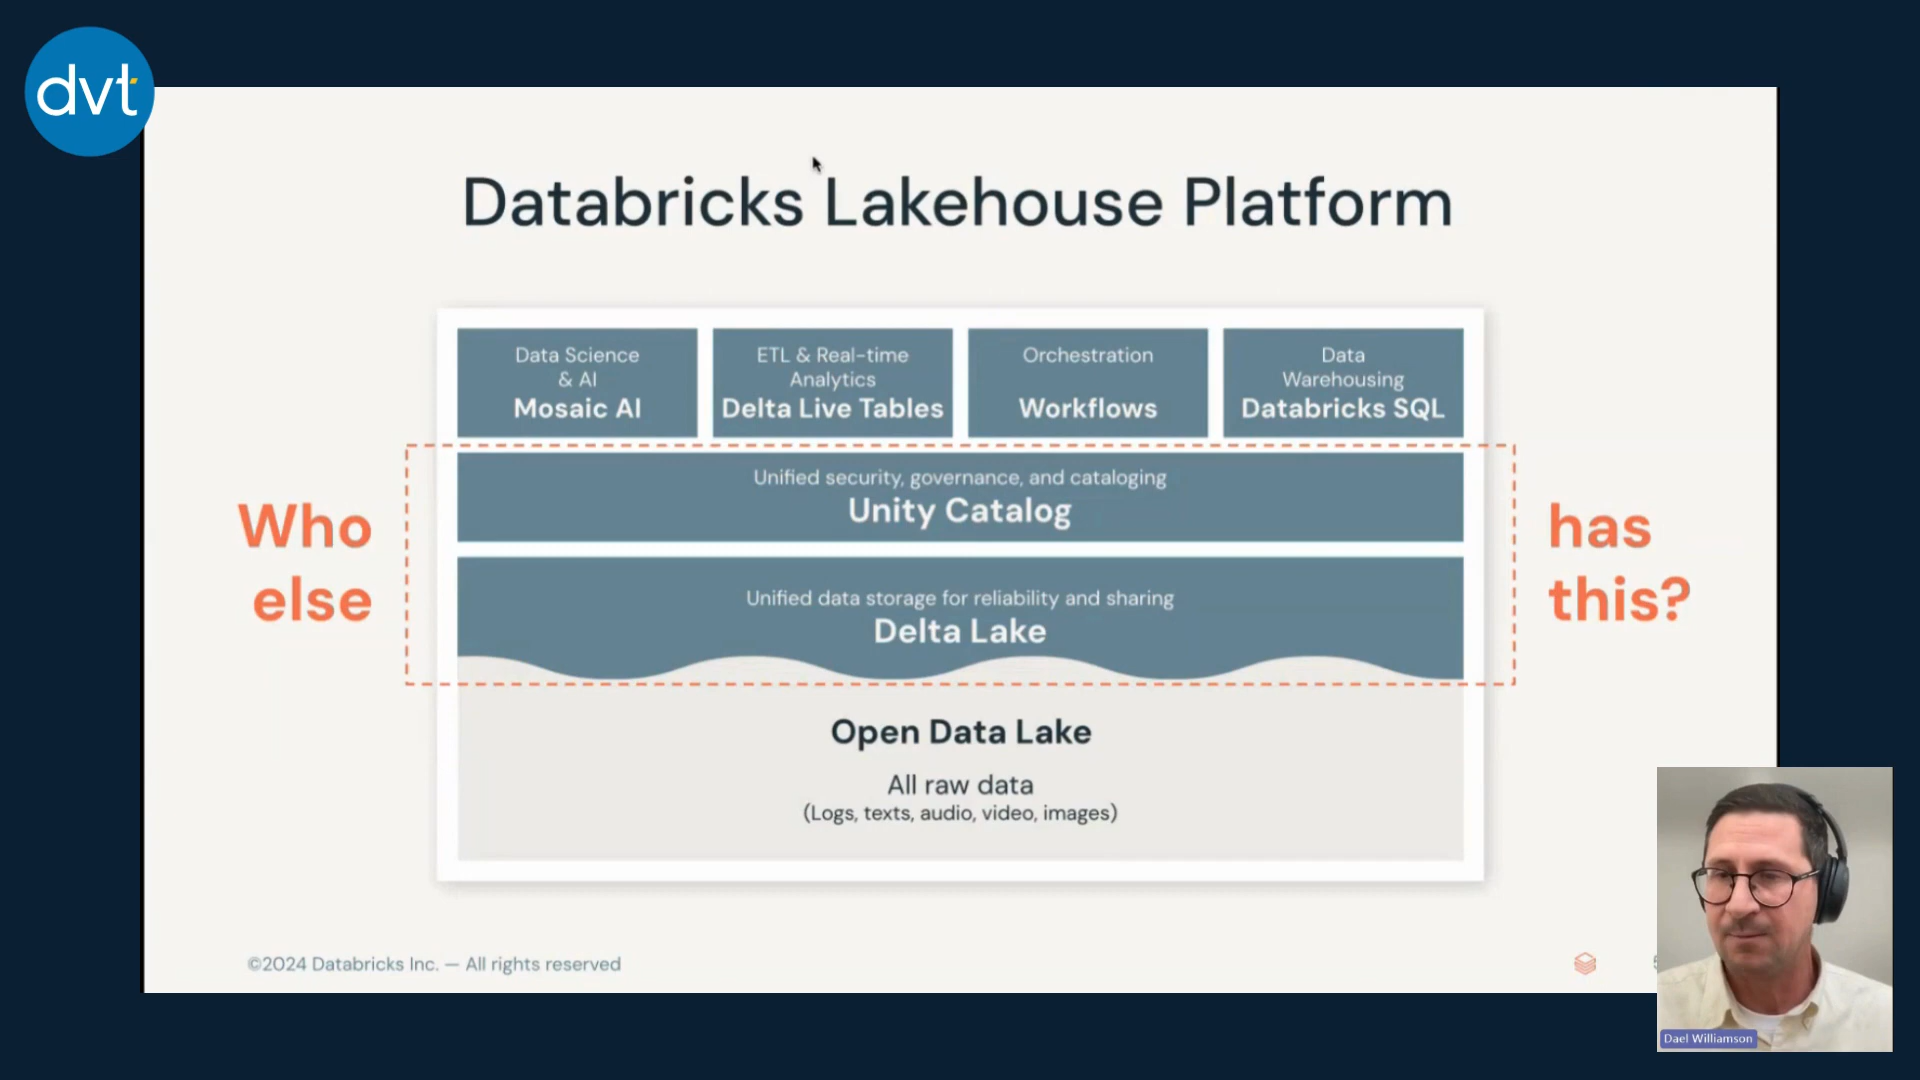 dvt
Databricks Lakehouse Platform
Data Science
& AI
Mosaic AI
ETL & Real-time
Analytics
Delta Live Tables
Orchestration
Workflows
Data
Warehousing
Databricks SQL
Who
else
Unified security, governance, and cataloging
Unity Catalog
Unified data storage for reliability and sharing
Delta Lake
has
this?
Open Data Lake
All raw data
(Logs, texts, audio, video, images)
©2024 Databricks Inc. — All rights reserved
Dael Williamson